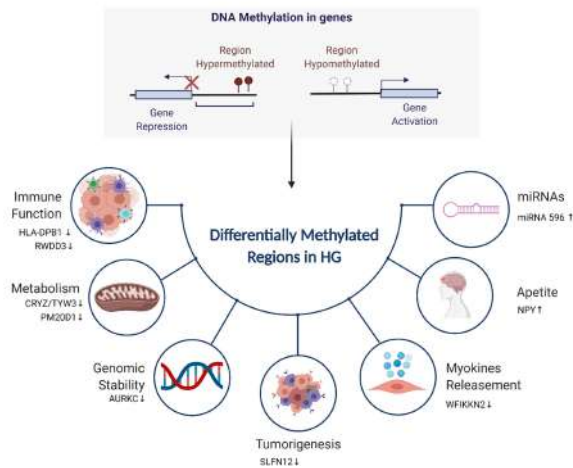 DNA Methylation in genes
Region
Hypermethylated
Region
Hypomethylated
Gene
Repression
Gene
Activation
Differentially Methylated
Regions in HG
Immune
Function
HLA-DPB1 ↓
RWDD3↓
Metabolism
CRYZ/TYW3↓
PM20D1↓
Genomic
Stability
AURKC↓
Tumorigenesis
SLFN12↓
Myokines
Releasement
WFIKKN2↓
Apetite
NPY↑
miRNAs
miRNA 596 ↑